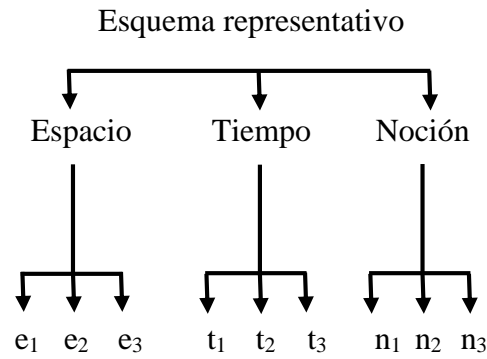 Esquema representativo
Espacio Tiempo Noción
e₁ e₂ e₃ t₁ t₂ t₃ n₁ n₂ n₃